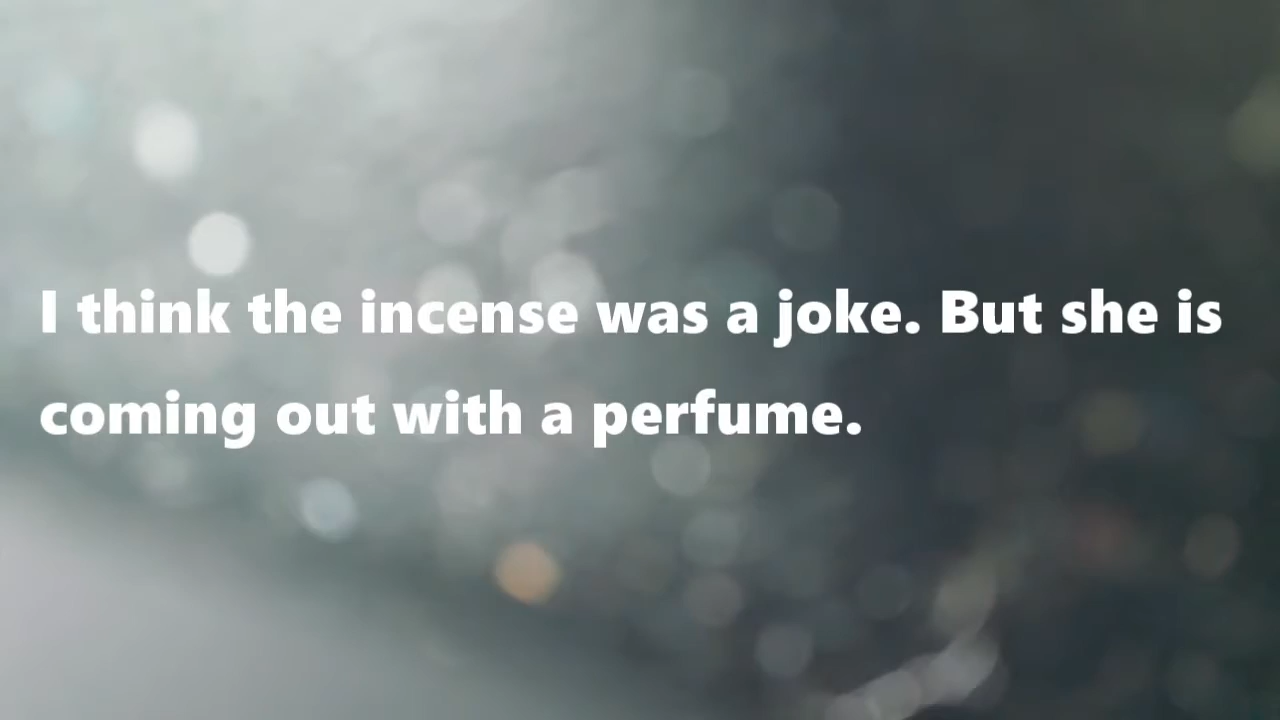 I think the incense was a joke. But she is
coming out with a perfume.